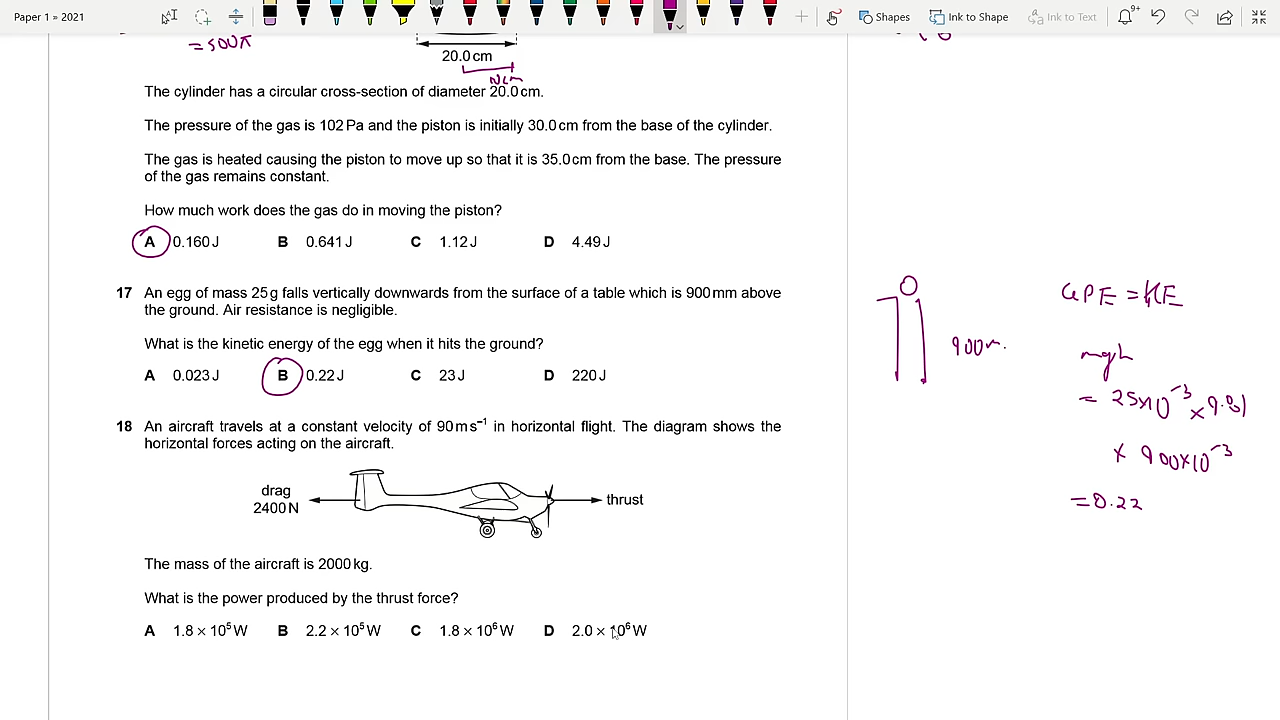 Paper 1 » 2021
Shapes
Ink to Shape
Ink to Text
9+
= 500π
20.0 cm
The cylinder has a circular cross-section of diameter 20.0 cm.
The pressure of the gas is 102 Pa and the piston is initially 30.0 cm from the base of the cylinder.
The gas is heated causing the piston to move up so that it is 35.0 cm from the base. The pressure
of the gas remains constant.
How much work does the gas do in moving the piston?
A 0.160 J B 0.641 J C 1.12 J D 4.49 J
17 An egg of mass 25 g falls vertically downwards from the surface of a table which is 900 mm above
the ground. Air resistance is negligible.
What is the kinetic energy of the egg when it hits the ground?
A 0.023 J B 0.22 J C 23 J D 220 J
GPE = KE
900m.
mgh
= 25×10⁻³ × 9.81
× 900×10⁻³
= 0.22
18 An aircraft travels at a constant velocity of 90 m s⁻¹ in horizontal flight. The diagram shows the
horizontal forces acting on the aircraft.
drag
2400 N
thrust
The mass of the aircraft is 2000 kg.
What is the power produced by the thrust force?
A 1.8 × 10⁵ W B 2.2 × 10⁵ W C 1.8 × 10⁶ W D 2.0 × 10⁶ W